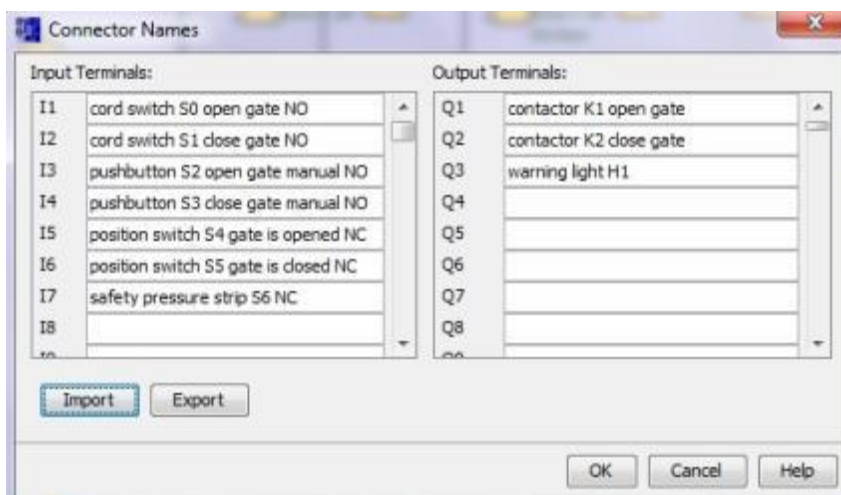 Connector Names
Input Terminals:
Output Terminals:
I1 cord switch S0 open gate NO
I2 cord switch S1 close gate NO
I3 pushbutton S2 open gate manual NO
I4 pushbutton S3 close gate manual NO
I5 position switch S4 gate is opened NC
I6 position switch S5 gate is closed NC
I7 safety pressure strip S6 NC
I8
Q1 contactor K1 open gate
Q2 contactor K2 close gate
Q3 warning light H1
Q4
Q5
Q6
Q7
Q8
Import Export
OK Cancel Help